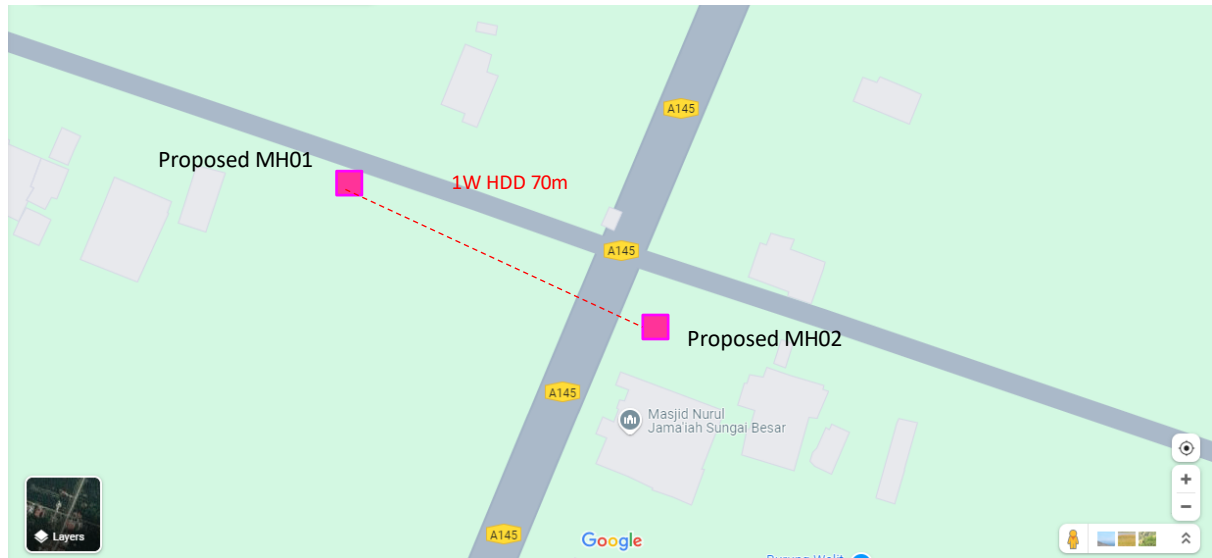 A145
Proposed MH01
1W HDD 70m
A145
Proposed MH02
A145
Masjid Nurul
Jama'iah Sungai Besar
Layers
A145
Google